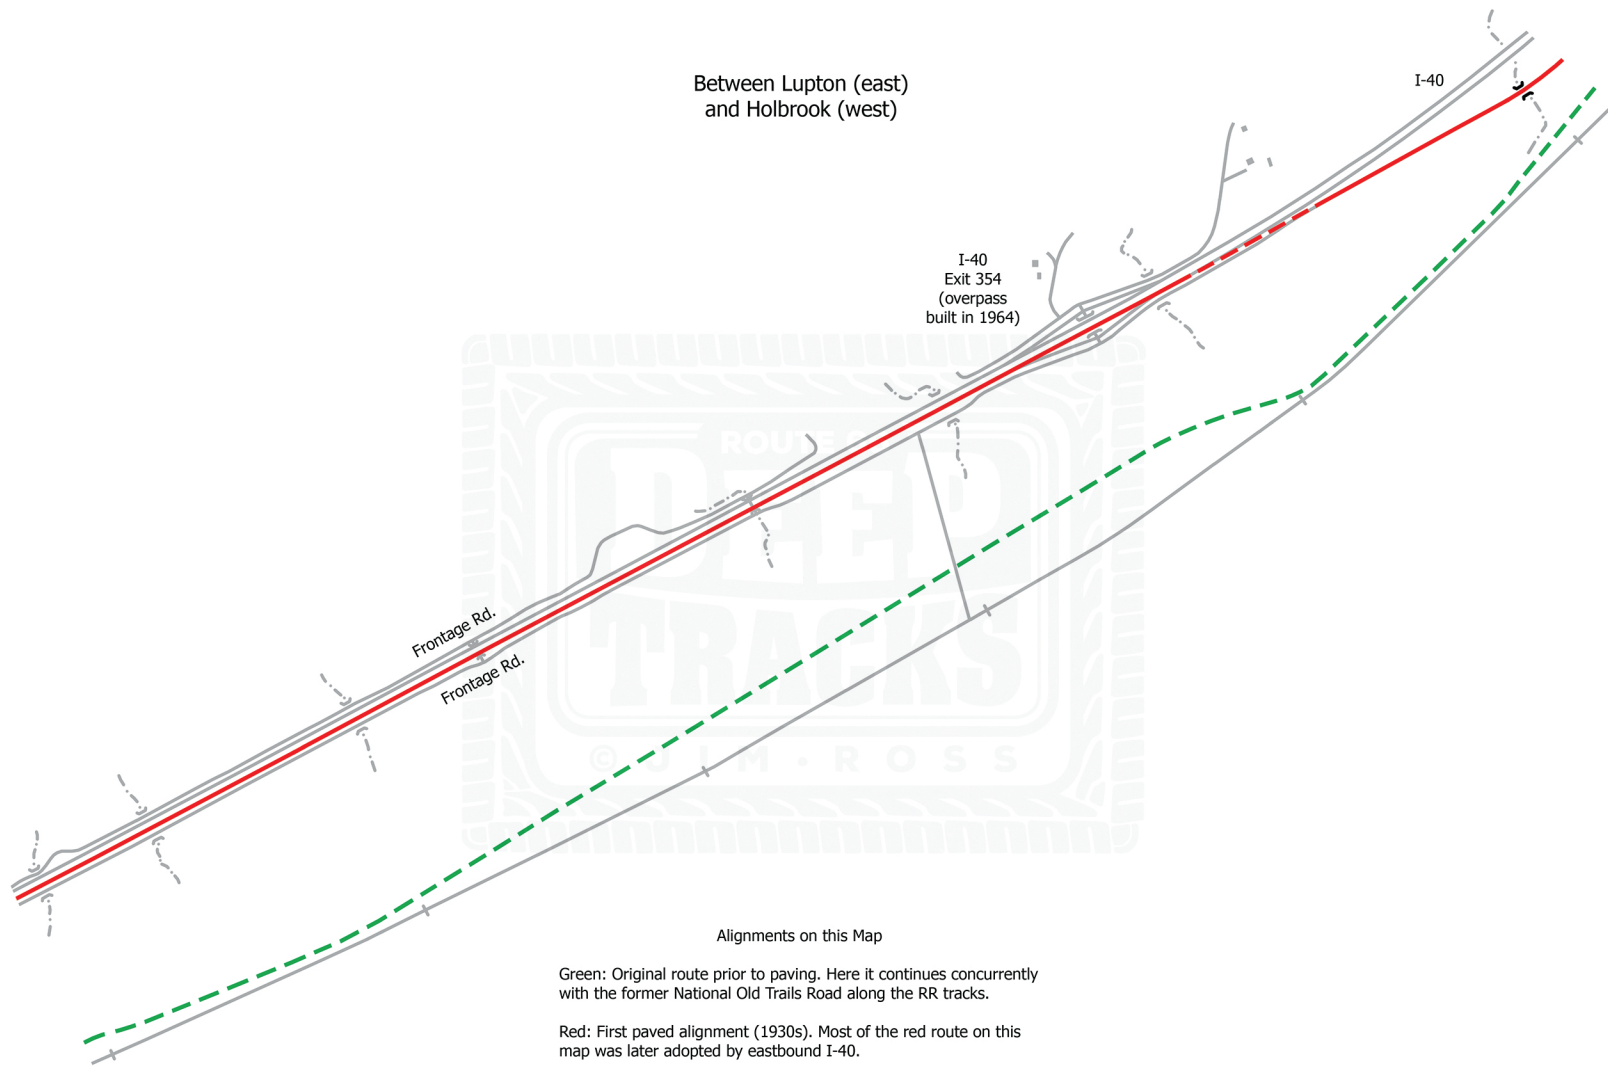 Between Lupton (east)
and Holbrook (west)
I-40
I-40
Exit 354
(overpass
built in 1964)
ROUTE
DEEP
TRACKS
© JIM • ROSS
Frontage Rd.
Frontage Rd.
Alignments on this Map
Green: Original route prior to paving. Here it continues concurrently
with the former National Old Trails Road along the RR tracks.
Red: First paved alignment (1930s). Most of the red route on this
map was later adopted by eastbound I-40.